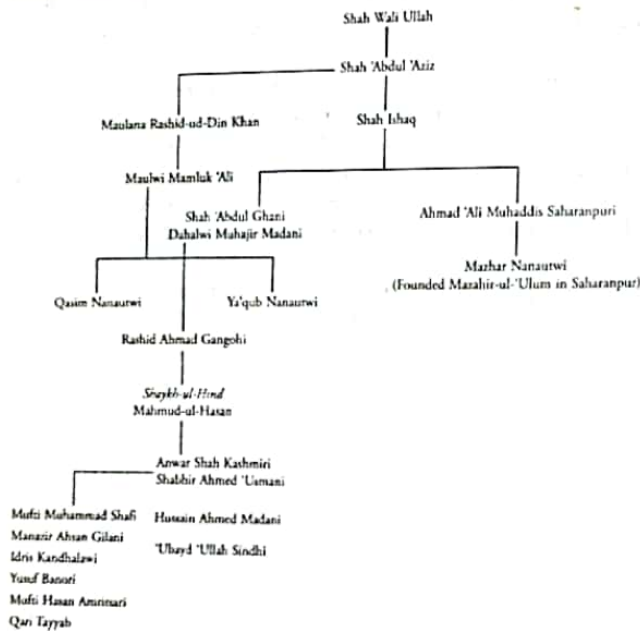 Shah Wali Ullah
Shah 'Abdul 'Aziz
Maulana Rashid-ud-Din Khan
Shah Ishaq
Maulwi Mamluk 'Ali
Shah 'Abdul Ghani
Dahalwi Muhajir Madani
Ahmad 'Ali Muhaddis Saharanpuri
Mazhar Nanautwi
(Founded Mazahir-ul-'Ulum in Saharanpur)
Qasim Nanautwi
Ya'qub Nanautwi
Rashid Ahmad Gangohi
Shaykh-ul-Hind
Mahmud-ul-Hasan
Anwar Shah Kashmiri
Shabbir Ahmed 'Usmani
Mufti Muhammad Shafi
Hussain Ahmed Madani
Manazir Ahsan Gilani
'Ubayd 'Ullah Sindhi
Idris Kandhalawi
Yusuf Banori
Mufti Hasan Amritsari
Qari Tayyab